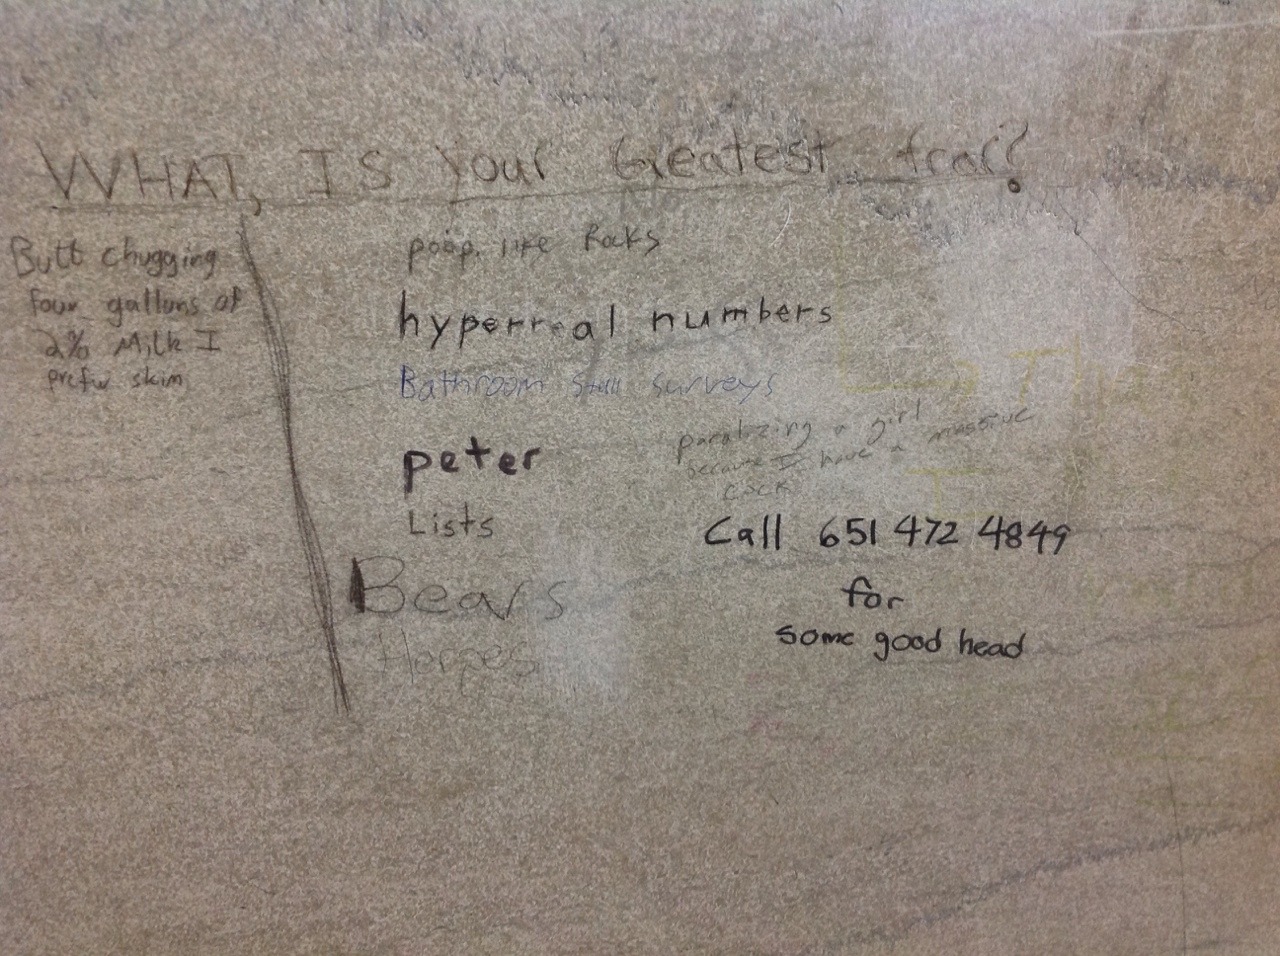 WHAT, IS Your Greatest fear?
Butt chugging
four gallons of
2% Milk I
prefur skim
poop. like Rocks
hyperreal numbers
Bathroom stall surveys
peter
paralizing a girl
because I have a massive
cock
Lists
Call 651 472 4849
for
some good head
Bears
Herpes